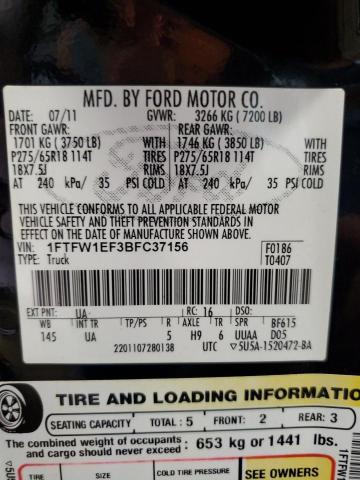 MFD. BY FORD MOTOR CO.
DATE: 07/11 GVWR: 3266 KG (7200 LB)
FRONT GAWR: REAR GAWR:
1701 KG (3750 LB) WITH 1746 KG (3850 LB) WITH
P275/65R18 114T TIRES P275/65R18 114T TIRES
18X7.5J RIMS 18X7.5J RIMS
AT 240 kPa/ 35 PSI COLD AT 240 kPa/ 35 PSI COLD
THIS VEHICLE CONFORMS TO ALL APPLICABLE FEDERAL MOTOR
VEHICLE SAFETY AND THEFT PREVENTION STANDARDS IN
EFFECT ON THE DATE OF MANUFACTURE SHOWN ABOVE.
VIN: 1FTFW1EF3BFC37156 F0186
TYPE: Truck T0407
EXT PNT: UA RC: 16 DSO:
WB INT TR TP/PS R AXLE TR SPR BF615
145 UA 5 H9 6 UUAA D05
2201107280138 UTC ▽5U5A-1520472-BA
TIRE AND LOADING INFORMATION
SEATING CAPACITY TOTAL : 5 FRONT: 2 REAR: 3
The combined weight of occupants and cargo should never exceed : 653 kg or 1441 lbs.
TIRE SIZE COLD TIRE PRESSURE SEE OWNERS
1FTFW